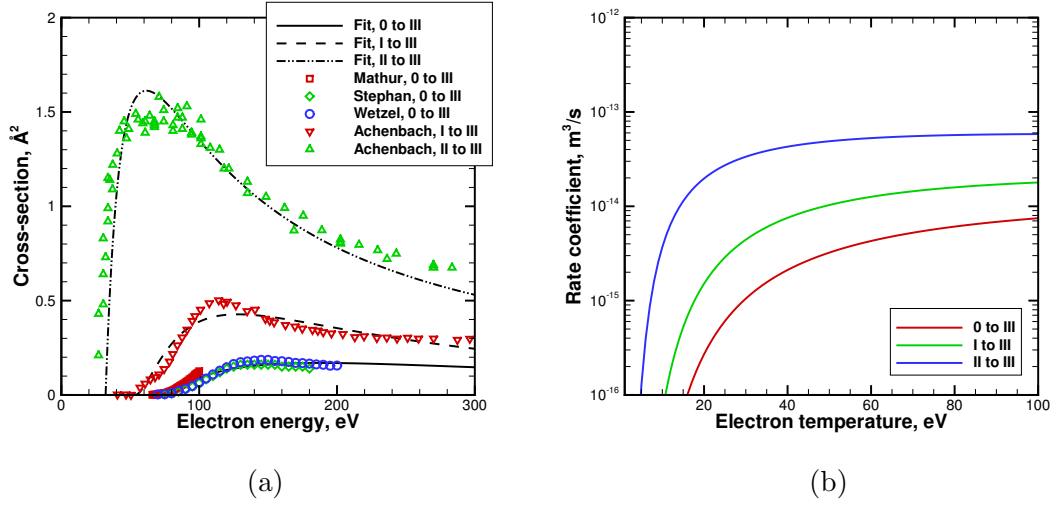 Cross-section, Å²
2
1.5
1
0.5
0
0
100
200
300
Electron energy, eV
Fit, 0 to III
Fit, I to III
Fit, II to III
Mathur, 0 to III
Stephan, 0 to III
Wetzel, 0 to III
Achenbach, I to III
Achenbach, II to III
(a)
Rate coefficient, m³/s
10⁻¹²
10⁻¹³
10⁻¹⁴
10⁻¹⁵
10⁻¹⁶
20
40
60
80
100
Electron temperature, eV
0 to III
I to III
II to III
(b)